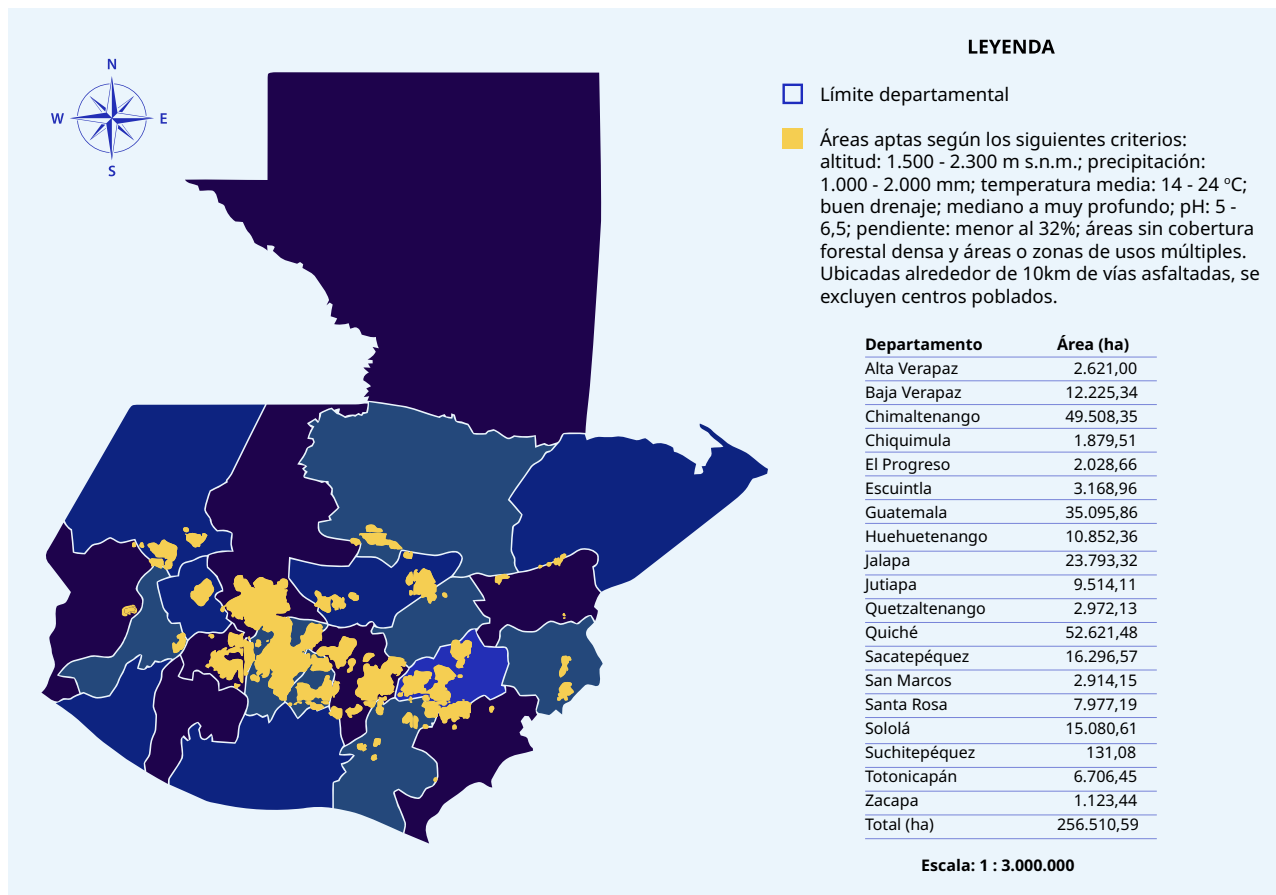 N
W
E
S
LEYENDA
Límite departamental
Áreas aptas según los siguientes criterios:
altitud: 1.500 - 2.300 m s.n.m.; precipitación:
1.000 - 2.000 mm; temperatura media: 14 - 24 ºC;
buen drenaje; mediano a muy profundo; pH: 5 -
6,5; pendiente: menor al 32%; áreas sin cobertura
forestal densa y áreas o zonas de usos múltiples.
Ubicadas alrededor de 10km de vías asfaltadas, se
excluyen centros poblados.
Departamento Área (ha)
Alta Verapaz 2.621,00
Baja Verapaz 12.225,34
Chimaltenango 49.508,35
Chiquimula 1.879,51
El Progreso 2.028,66
Escuintla 3.168,96
Guatemala 35.095,86
Huehuetenango 10.852,36
Jalapa 23.793,32
Jutiapa 9.514,11
Quetzaltenango 2.972,13
Quiché 52.621,48
Sacatepéquez 16.296,57
San Marcos 2.914,15
Santa Rosa 7.977,19
Sololá 15.080,61
Suchitepéquez 131,08
Totonicapán 6.706,45
Zacapa 1.123,44
Total (ha) 256.510,59
Escala: 1 : 3.000.000